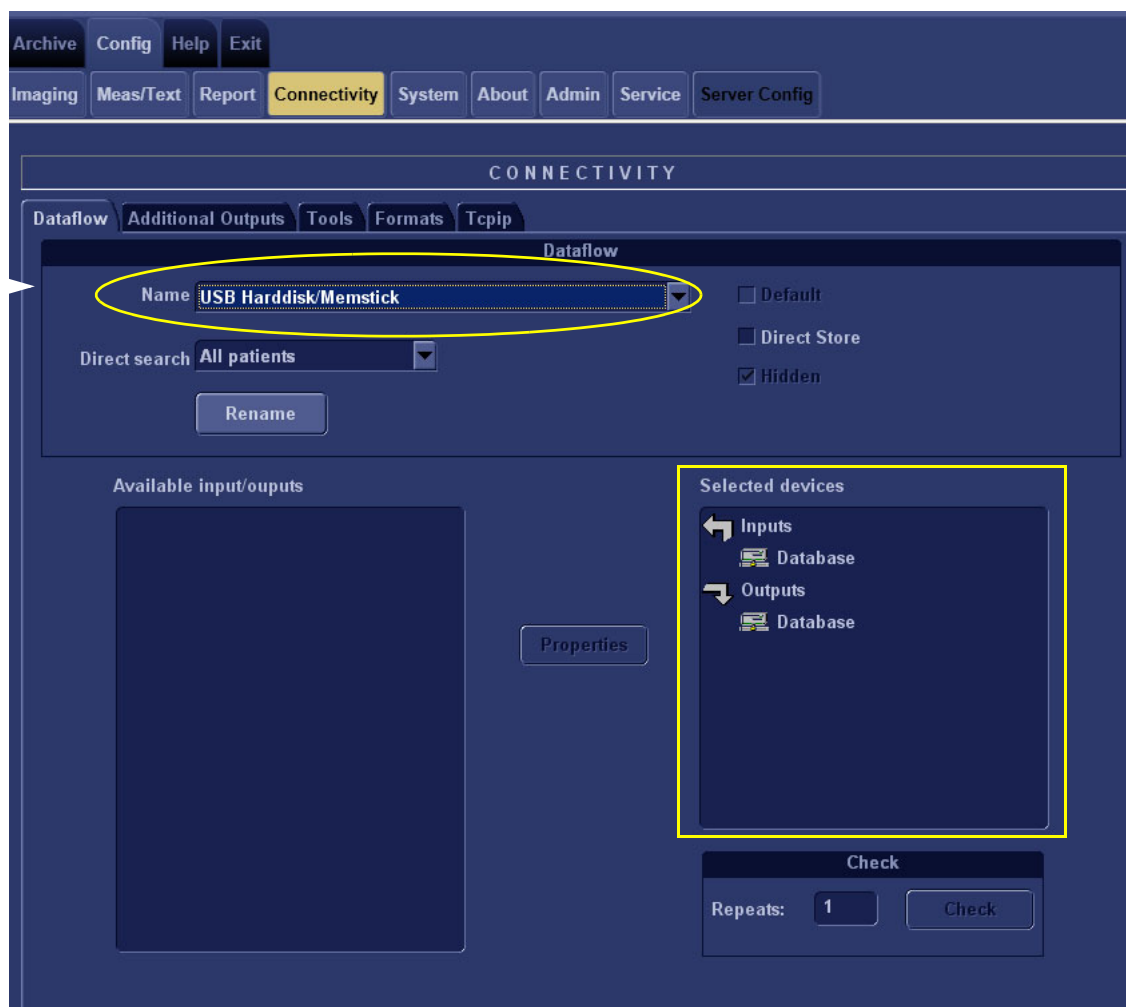 Archive Config Help Exit
Imaging Meas/Text Report Connectivity System About Admin Service Server Config
CONNECTIVITY
Dataflow Additional Outputs Tools Formats Tcpip
Dataflow
Name USB Harddisk/Memstick Default
Direct Store
Direct search All patients
Hidden
Rename
Available input/ouputs Selected devices
Inputs
Database
Outputs
Database
Properties
Check
Repeats: 1 Check